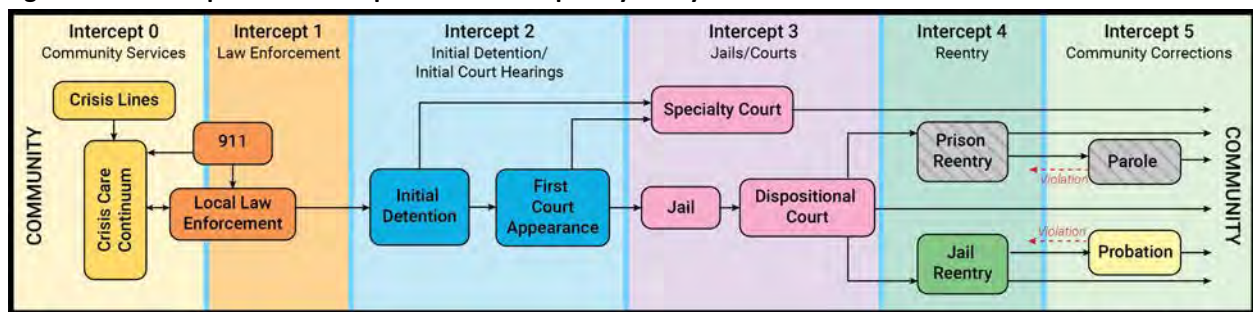 Intercept 0
Community Services
Intercept 1
Law Enforcement
Intercept 2
Initial Detention/
Initial Court Hearings
Intercept 3
Jails/Courts
Intercept 4
Reentry
Intercept 5
Community Corrections
COMMUNITY
Crisis Lines
911
Crisis Care
Continuum
Local Law
Enforcement
Initial
Detention
First
Court
Appearance
Specialty Court
Jail
Dispositional
Court
Prison
Reentry
Violation
Parole
Jail
Reentry
Violation
Probation
COMMUNITY